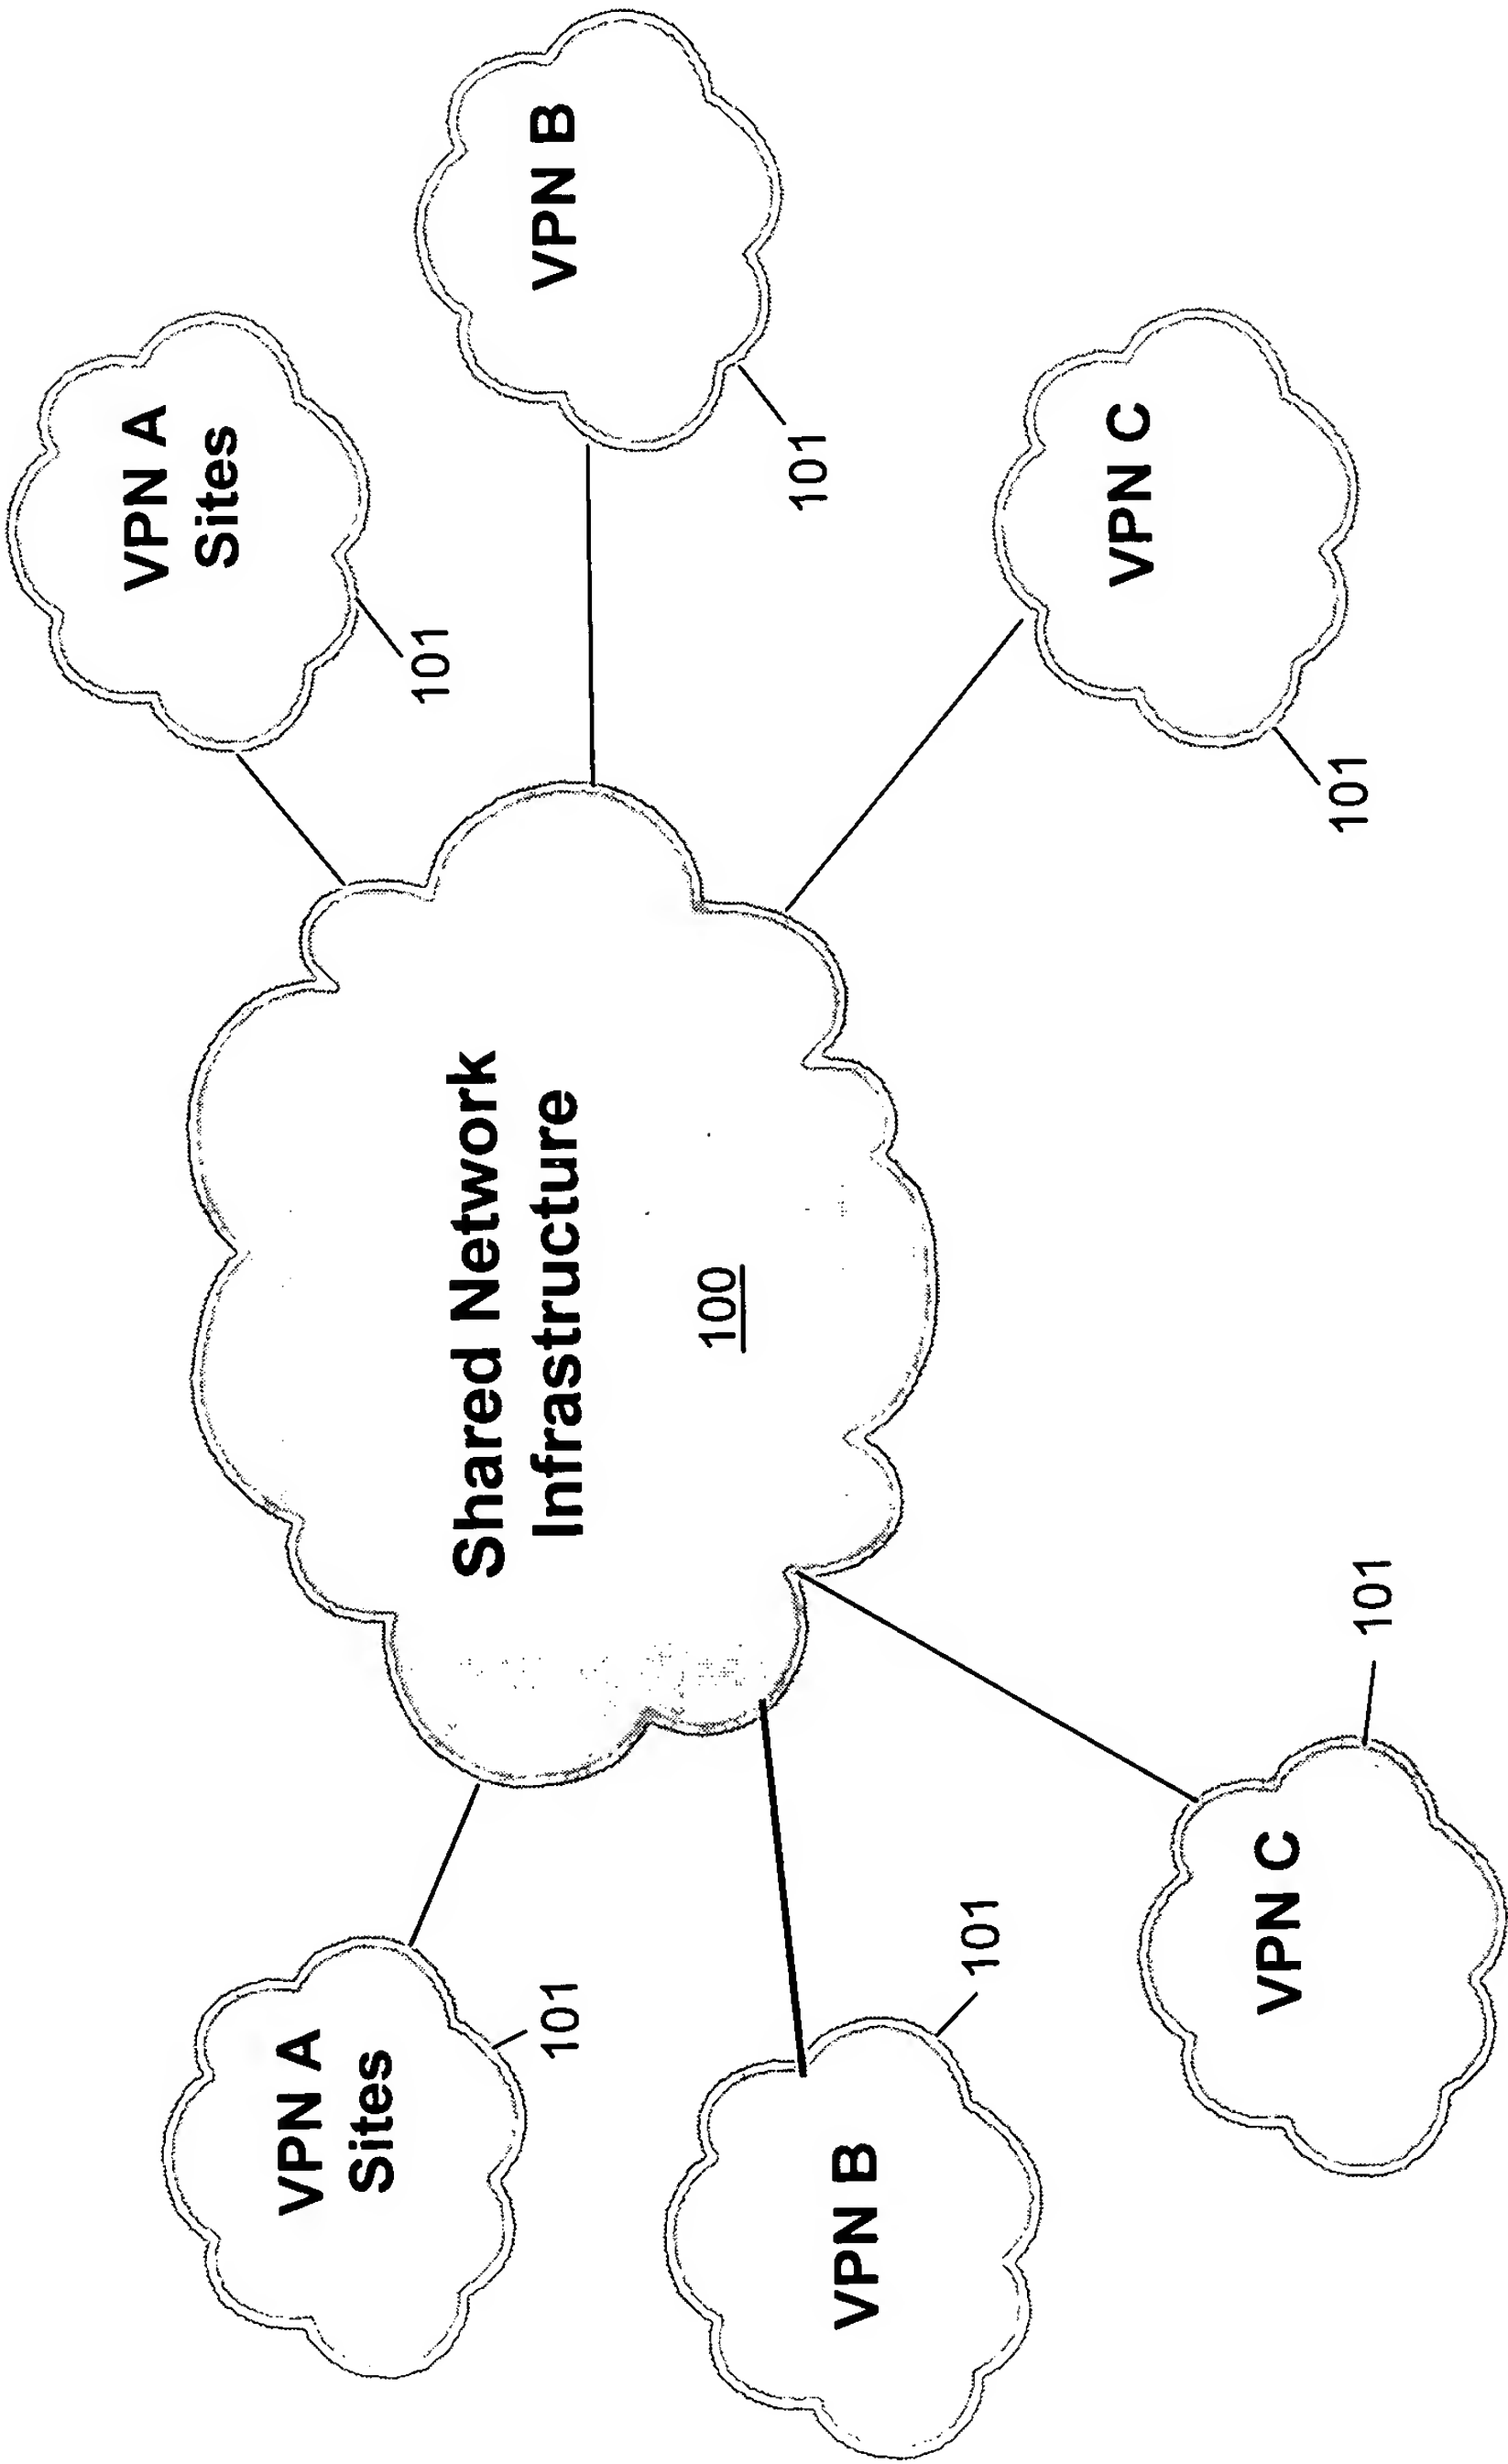 VPN A
Sites
101
VPN A
Sites
101
Shared Network
Infrastructure
100
VPN B
101
VPN B
101
VPN C
101
VPN C
101